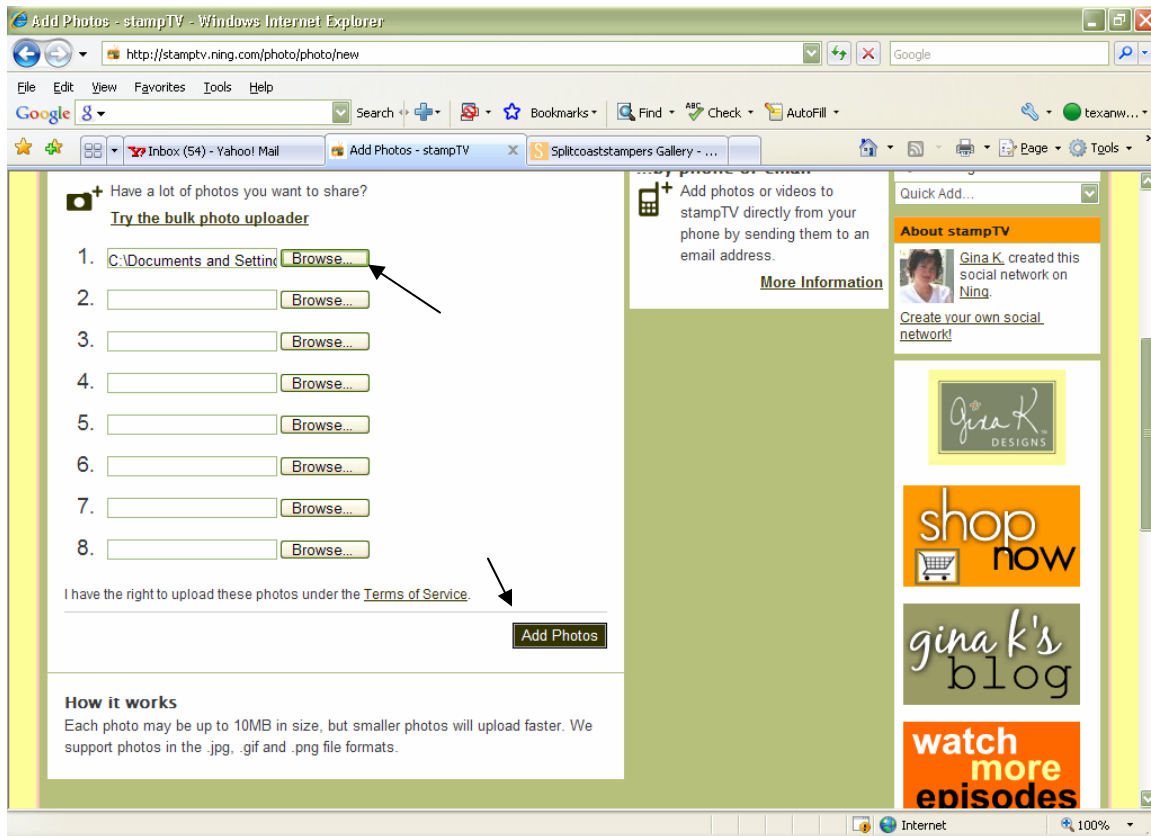 Add Photos - stampTV - Windows Internet Explorer
http://stamptv.ning.com/photo/photo/new
Google
File Edit View Favorites Tools Help
Google
Search
Bookmarks
Find
ABC Check
AutoFill
texanw...
Inbox (54) - Yahoo! Mail
Add Photos - stampTV
Splitcoaststampers Gallery - ...
Page
Tools
Have a lot of photos you want to share?
Try the bulk photo uploader
1. C:\Documents and Setting Browse...
2. Browse...
3. Browse...
4. Browse...
5. Browse...
6. Browse...
7. Browse...
8. Browse...
I have the right to upload these photos under the Terms of Service.
Add Photos
How it works
Each photo may be up to 10MB in size, but smaller photos will upload faster. We
support photos in the .jpg, .gif and .png file formats.
...by phone or email
Add photos or videos to
stampTV directly from your
phone by sending them to an
email address.
More Information
Quick Add...
About stampTV
Gina K. created this
social network on
Ning.
Create your own social
network!
Gina K™
DESIGNS
shop
now
gina k's
blog
watch
more
episodes
Internet
100%